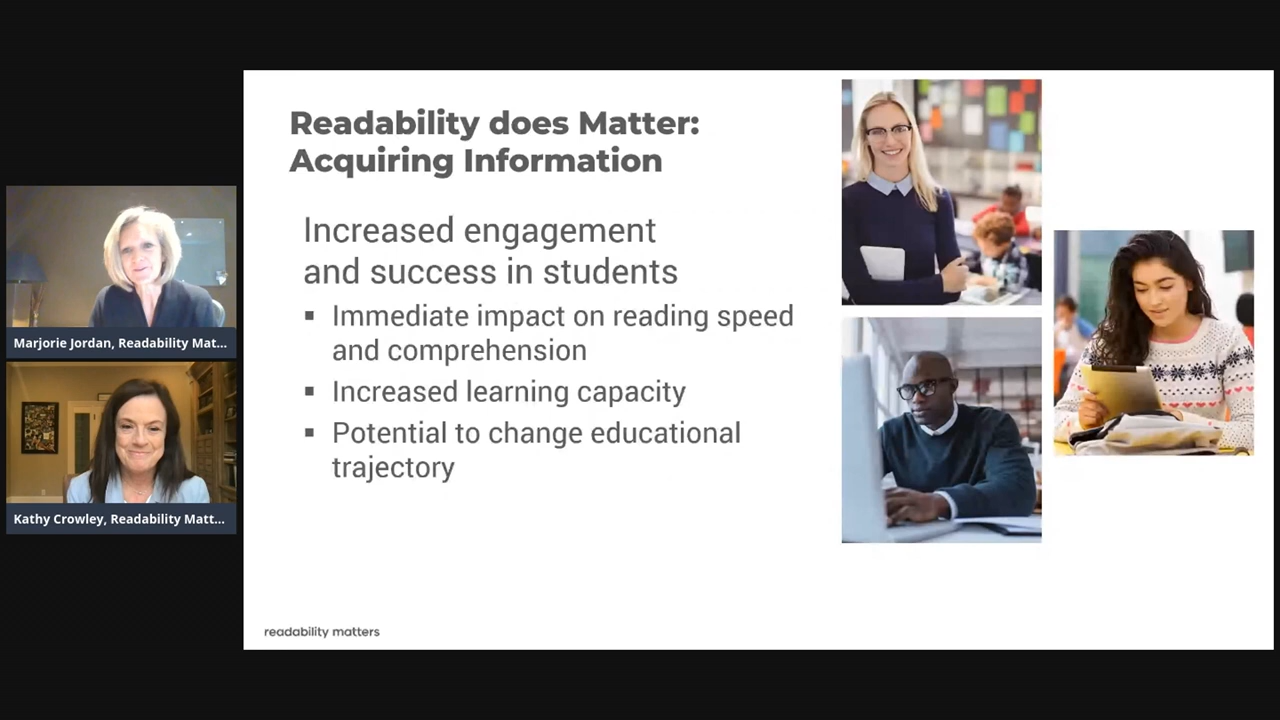 Readability does Matter:
Acquiring Information
Increased engagement
and success in students
▪ Immediate impact on reading speed
and comprehension
▪ Increased learning capacity
▪ Potential to change educational
trajectory
readability matters
Marjorie Jordan, Readability Mat...
Kathy Crowley, Readability Matt...